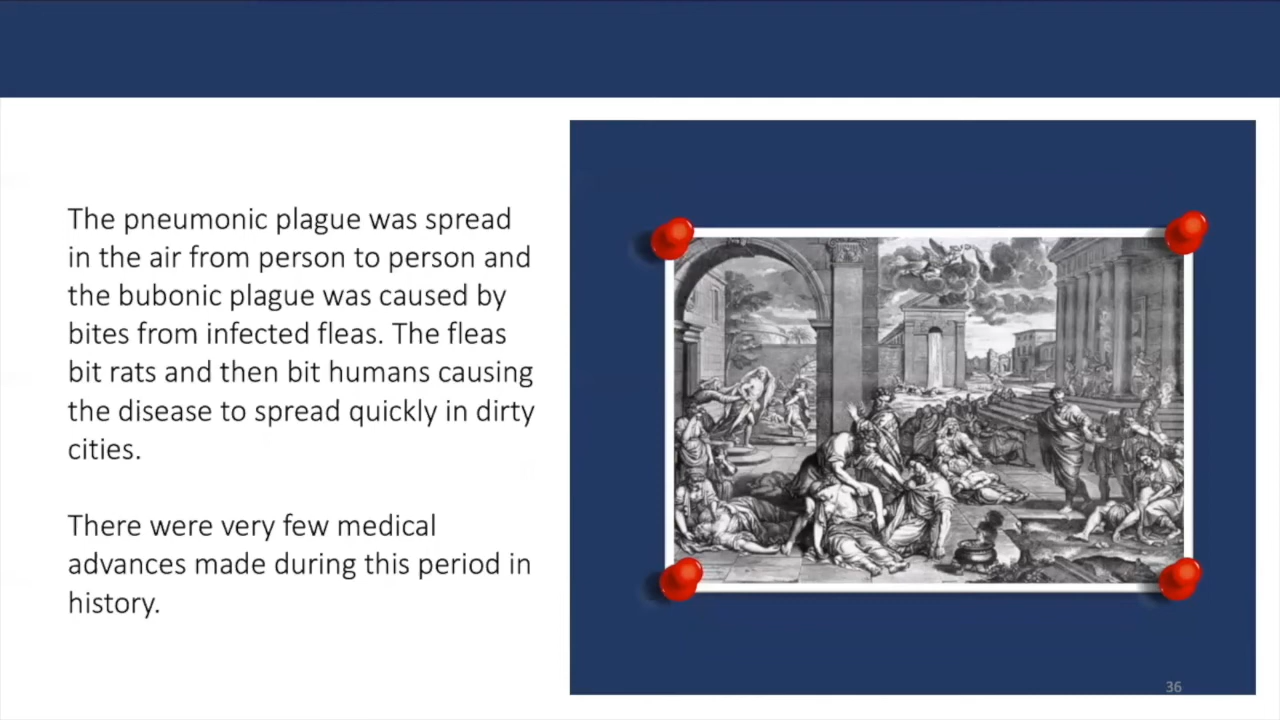 The pneumonic plague was spread
in the air from person to person and
the bubonic plague was caused by
bites from infected fleas. The fleas
bit rats and then bit humans causing
the disease to spread quickly in dirty
cities.
There were very few medical
advances made during this period in
history.
36